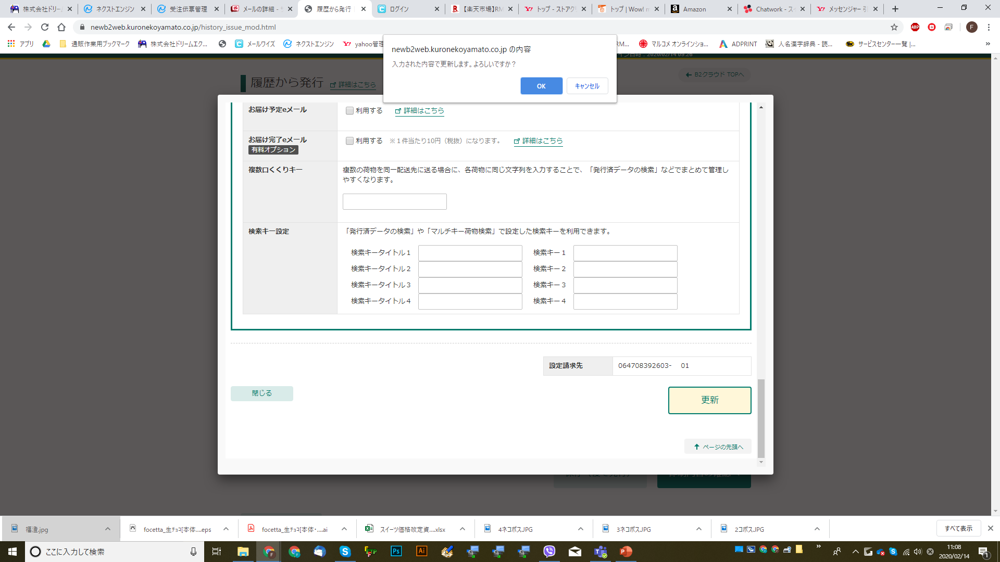 株式会社ドリー
ネクストエンジン
受注伝票管理
メールの詳細 -
履歴から発行
ログイン
【楽天市場】RM
トップ - ストアク
トップ | Wow! m
Amazon
Chatwork - ス
メッセンジャー 引
newb2web.kuronekoyamato.co.jp/history_issue_mod.html
アプリ
通販作業用ブックマーク
株式会社ドリームエク...
メールワイズ
ネクストエンジン
yahoo管理
RM...
マルコメ オンラインショ...
ADPRINT
人名漢字辞典 - 読...
サービスセンター一覧 |...
newb2web.kuronekoyamato.co.jp の内容
入力された内容で更新します。よろしいですか？
OK
キャンセル
イン日時：2020/02/14 09:26
履歴から発行
詳細はこちら
B2クラウド TOPへ
お届け予定eメール
利用する
詳細はこちら
お届け完了eメール
有料オプション
利用する
※１件当たり10円（税抜）になります。
詳細はこちら
複数口くくりキー
複数の荷物を同一配送先に送る場合に、各荷物に同じ文字列を入力することで、「発行済データの検索」などでまとめて管理し
やすくなります。
検索キー設定
「発行済データの検索」や「マルチキー荷物検索」で設定した検索キーを利用できます。
検索キータイトル１
検索キー１
検索キータイトル２
検索キー２
検索キータイトル３
検索キー３
検索キータイトル４
検索キー４
設定請求先
064708392603- 01
閉じる
更新
ページの先頭へ
福澄.jpg
focetta_生ﾁｮｺ[本体....eps
focetta_生ﾁｮｺ[本体・....ai
スイーツ価格改定資....xlsx
4ネコポス.JPG
3ネコポス.JPG
2コポス.JPG
すべて表示
ここに入力して検索
11:08
2020/02/14